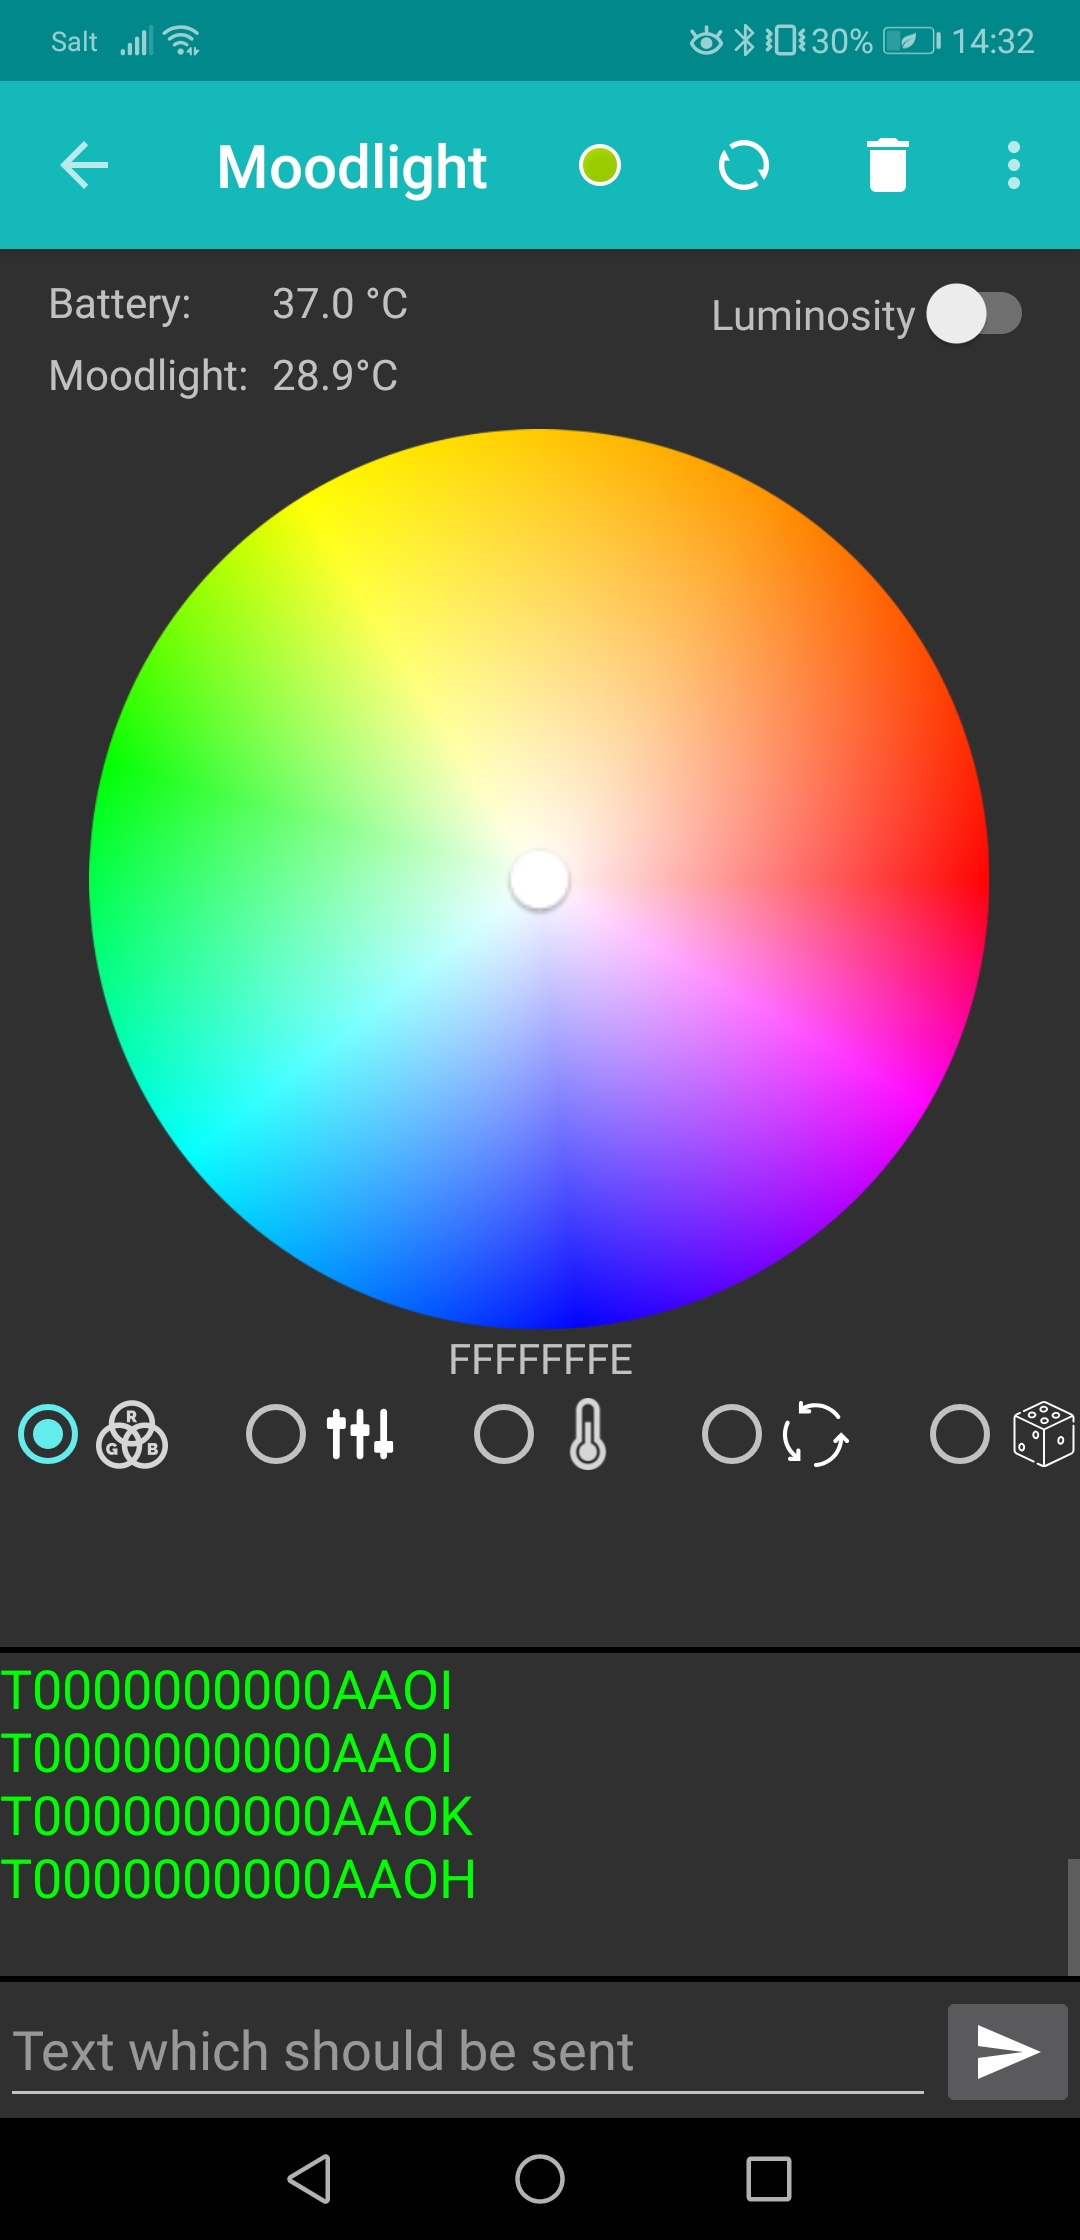 Salt 30% 14:32
Moodlight
Battery: 37.0 °C
Luminosity
Moodlight: 28.9°C
FFFFFFFE
R
G B
T0000000000AAOI
T0000000000AAOI
T0000000000AAOK
T0000000000AAOH
Text which should be sent